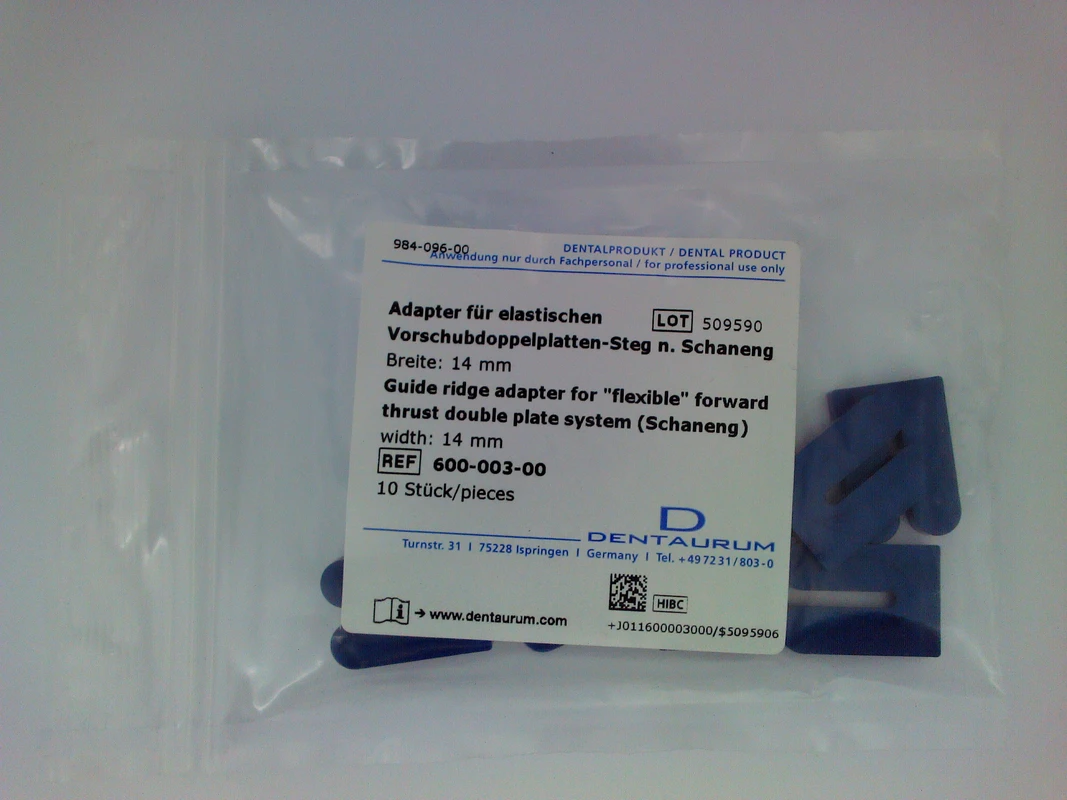 984-096-00
DENTALPRODUKT / DENTAL PRODUCT
Anwendung nur durch Fachpersonal / for professional use only
Adapter für elastischen
LOT 509590
Vorschubdoppelplatten-Steg n. Schaneng
Breite: 14 mm
Guide ridge adapter for "flexible" forward
thrust double plate system (Schaneng)
width: 14 mm
REF 600-003-00
10 Stück/pieces
D
DENTAURUM
Turnstr. 31 I 75228 Ispringen I Germany I Tel. +49 72 31 / 803-0
i → www.dentaurum.com
HIBC
+J011600003000/$5095906